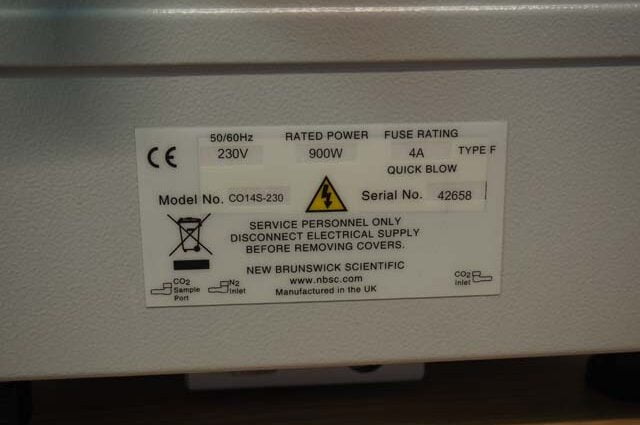 50/60Hz RATED POWER FUSE RATING
CE 230V 900W 4A TYPE F
QUICK BLOW
Model No. CO14S-230 Serial No. 42658
SERVICE PERSONNEL ONLY
DISCONNECT ELECTRICAL SUPPLY
BEFORE REMOVING COVERS.
NEW BRUNSWICK SCIENTIFIC
www.nbsc.com
Manufactured in the UK
CO2
Sample
Port
N2
Inlet
CO2
Inlet